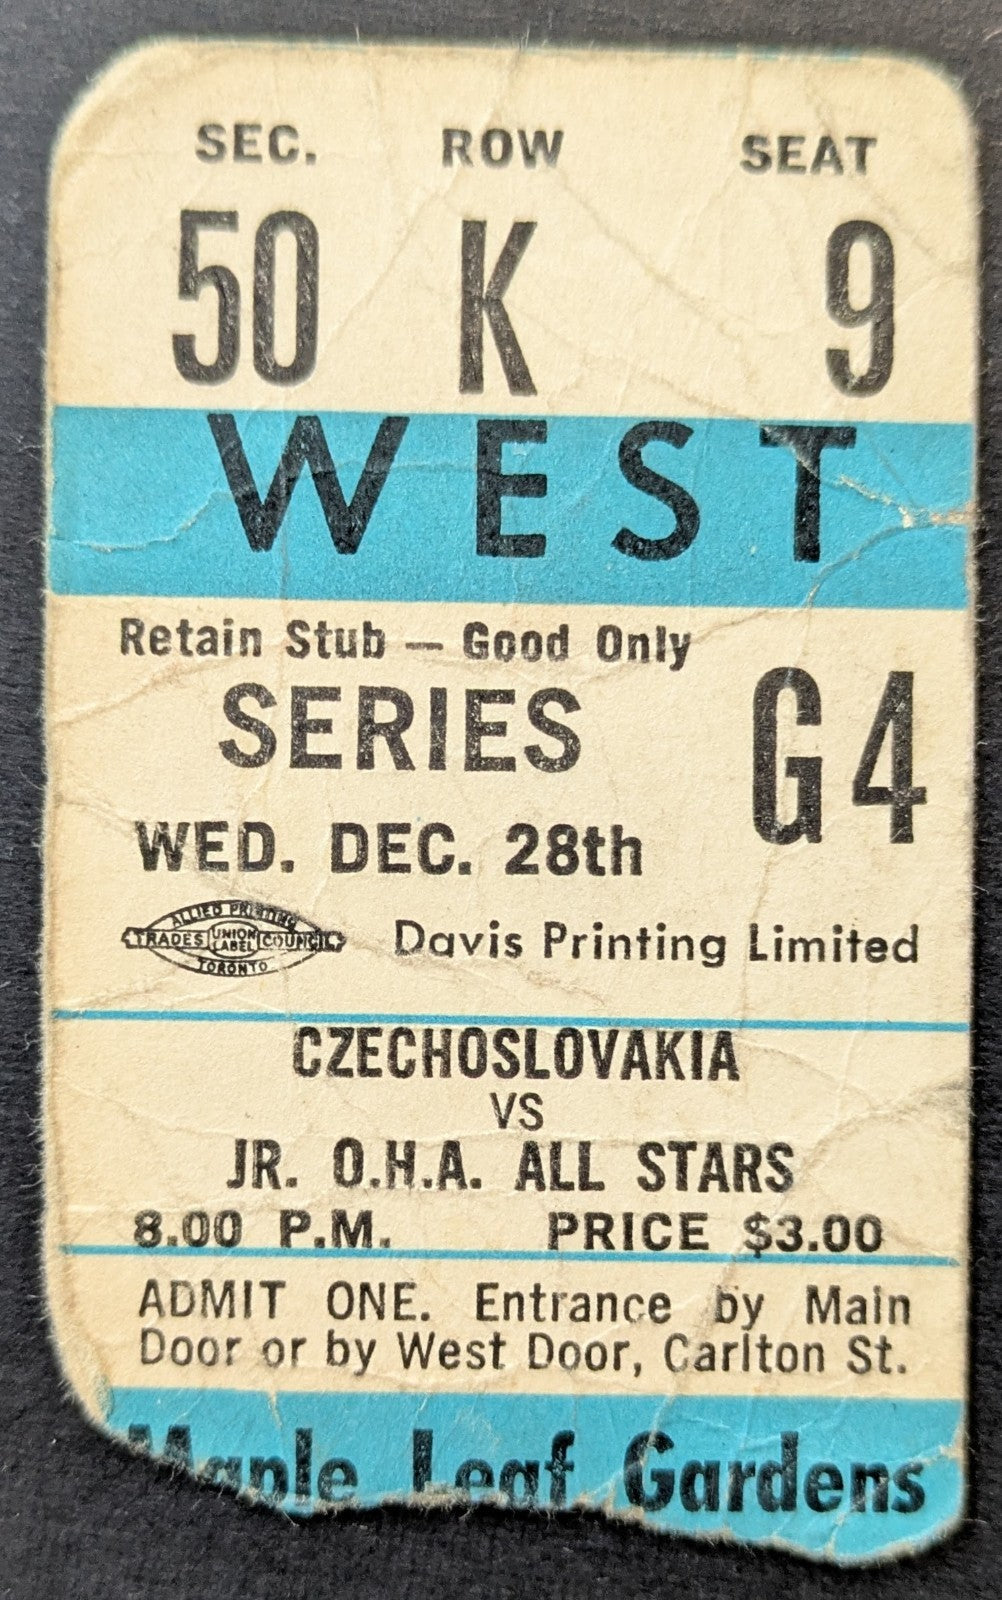 SEC. ROW SEAT
50 K 9
WEST
Retain Stub — Good Only
SERIES G4
WED. DEC. 28th
ALLIED PRINTING
TRADES UNION LABEL COUNCIL
TORONTO
Davis Printing Limited
CZECHOSLOVAKIA
VS
JR. O.H.A. ALL STARS
8.00 P.M. PRICE $3.00
ADMIT ONE. Entrance by Main
Door or by West Door, Carlton St.
Maple Leaf Gardens